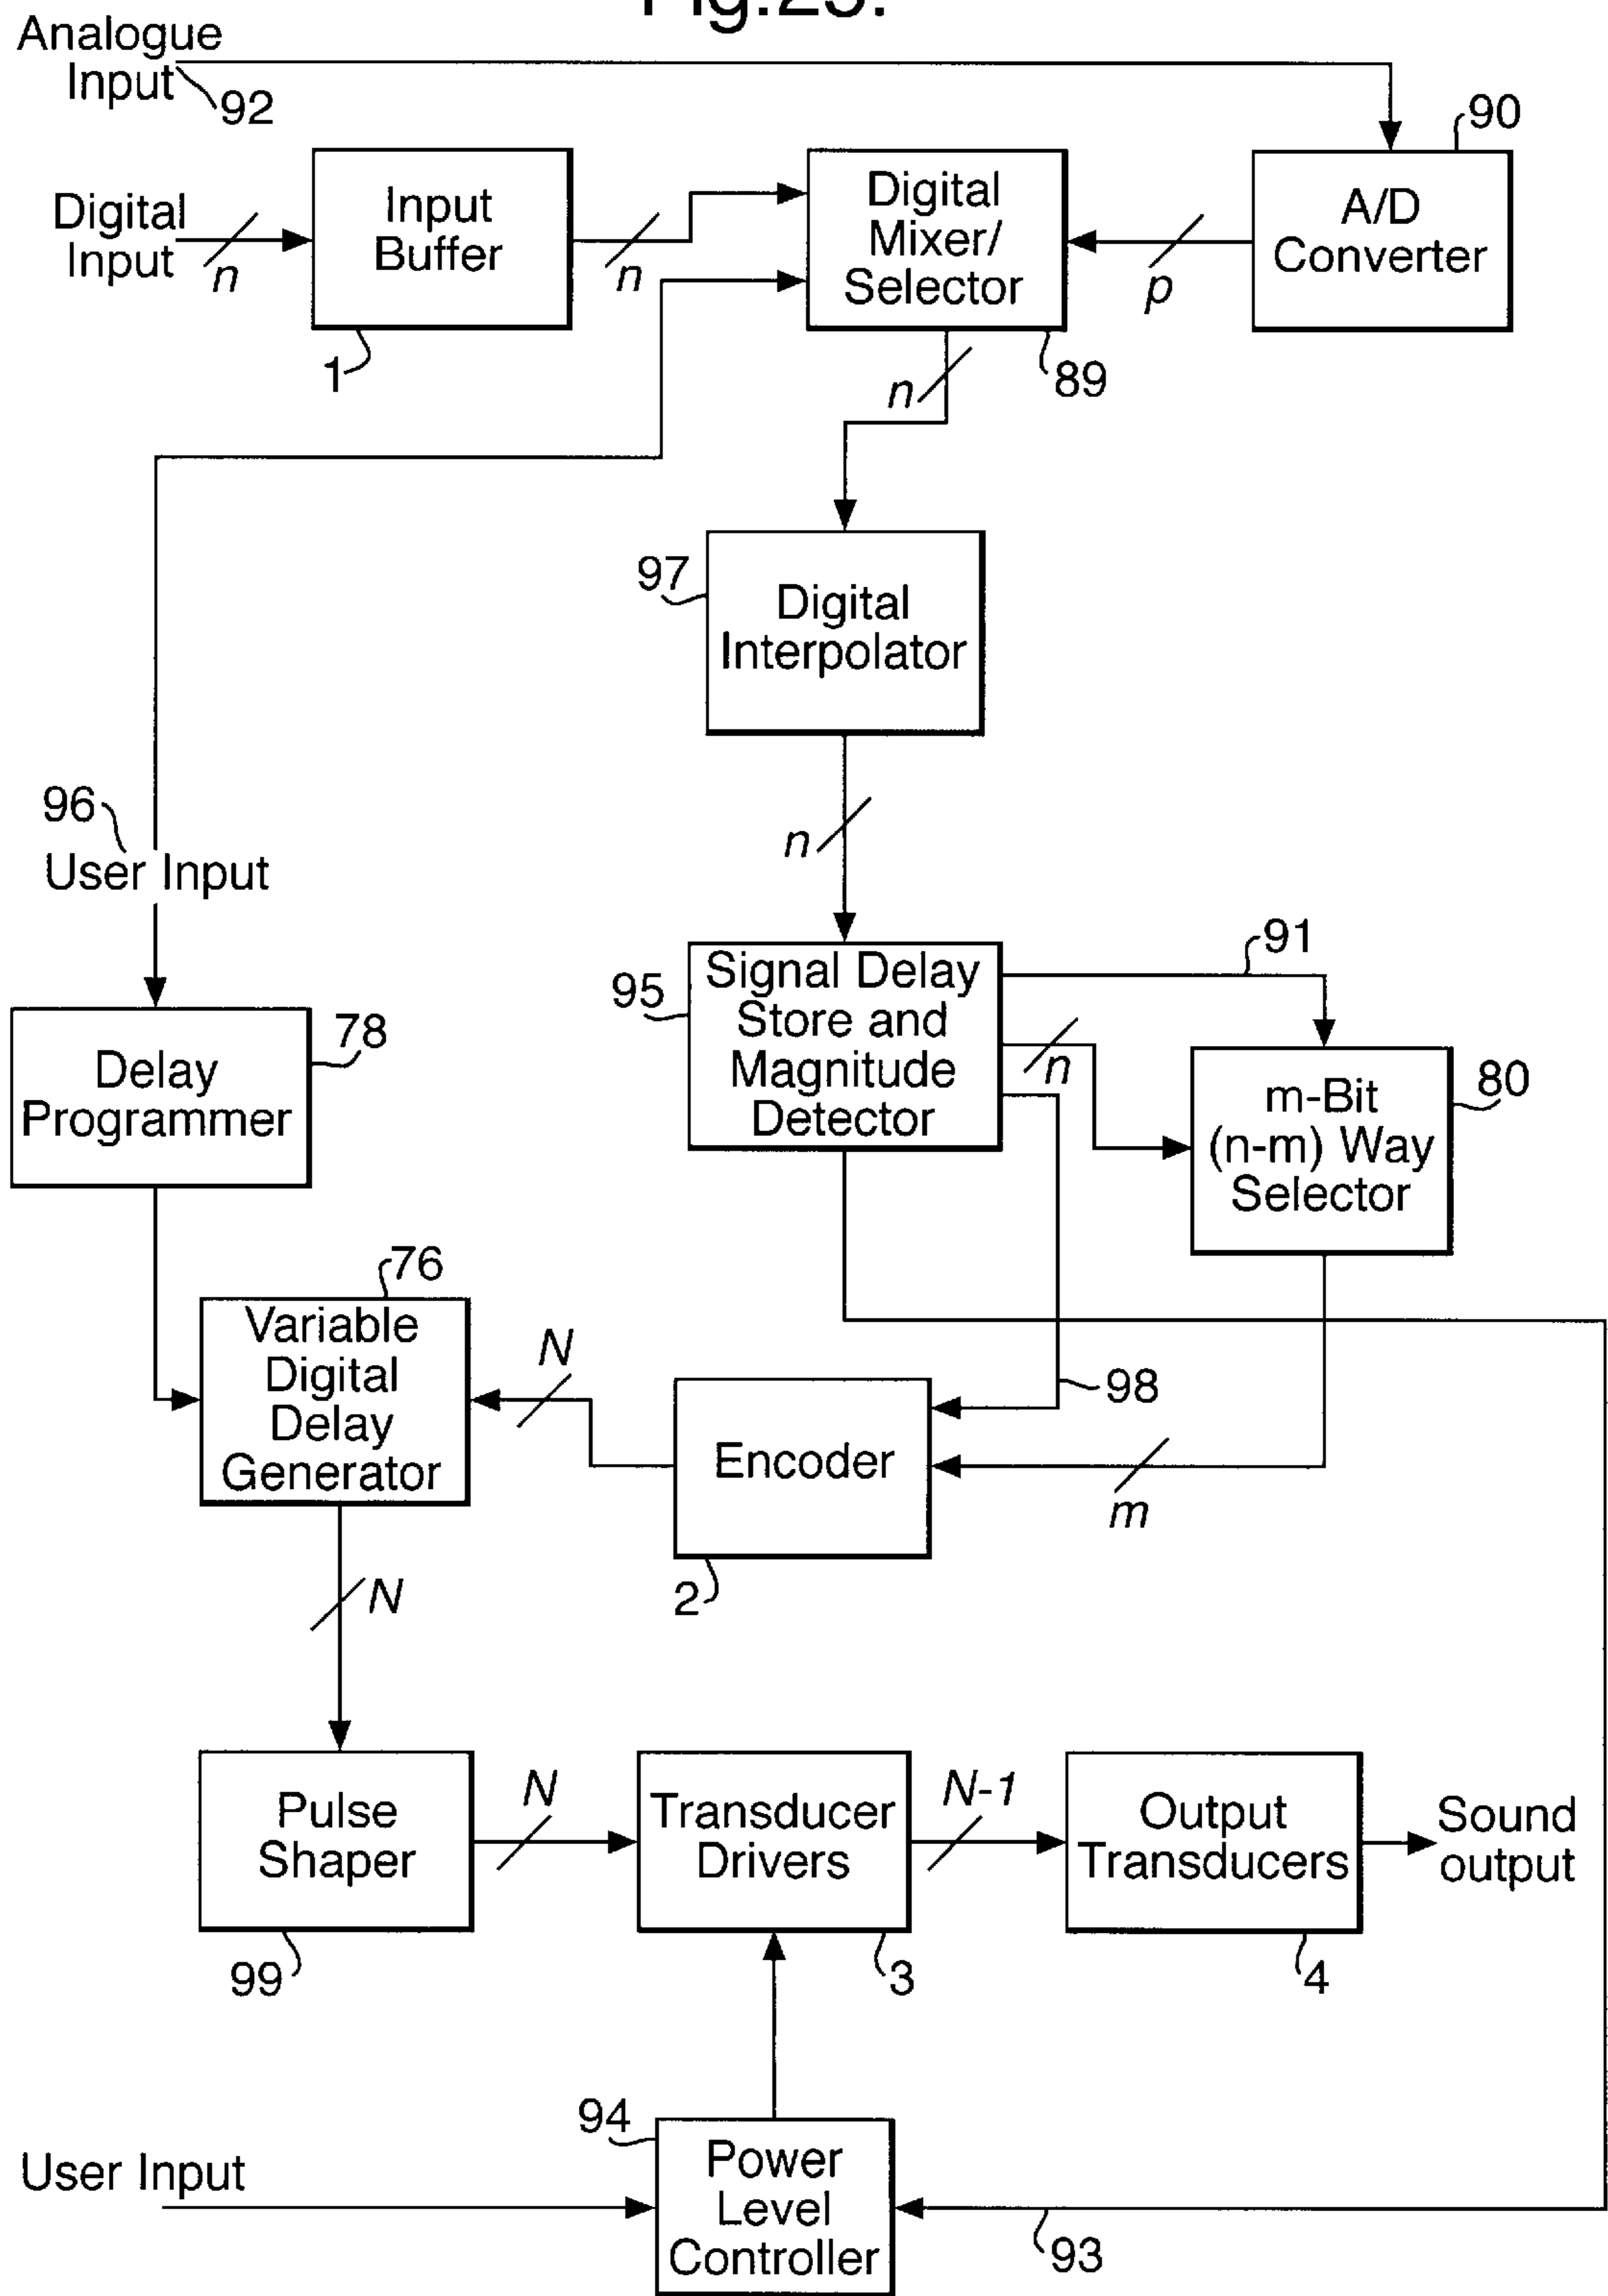 Fig.25.
Analogue
Input
92
90
Digital
Input
n
Input
Buffer
n
Digital
Mixer/
Selector
p
A/D
Converter
1
n
89
97
Digital
Interpolator
n
96
User Input
91
95
Signal Delay
Store and
Magnitude
Detector
n
m-Bit
(n-m) Way
Selector
80
78
Delay
Programmer
76
Variable
Digital
Delay
Generator
N
98
Encoder
m
2
N
Pulse
Shaper
N
Transducer
Drivers
N-1
Output
Transducers
Sound
output
99
3
4
94
User Input
Power
Level
Controller
93